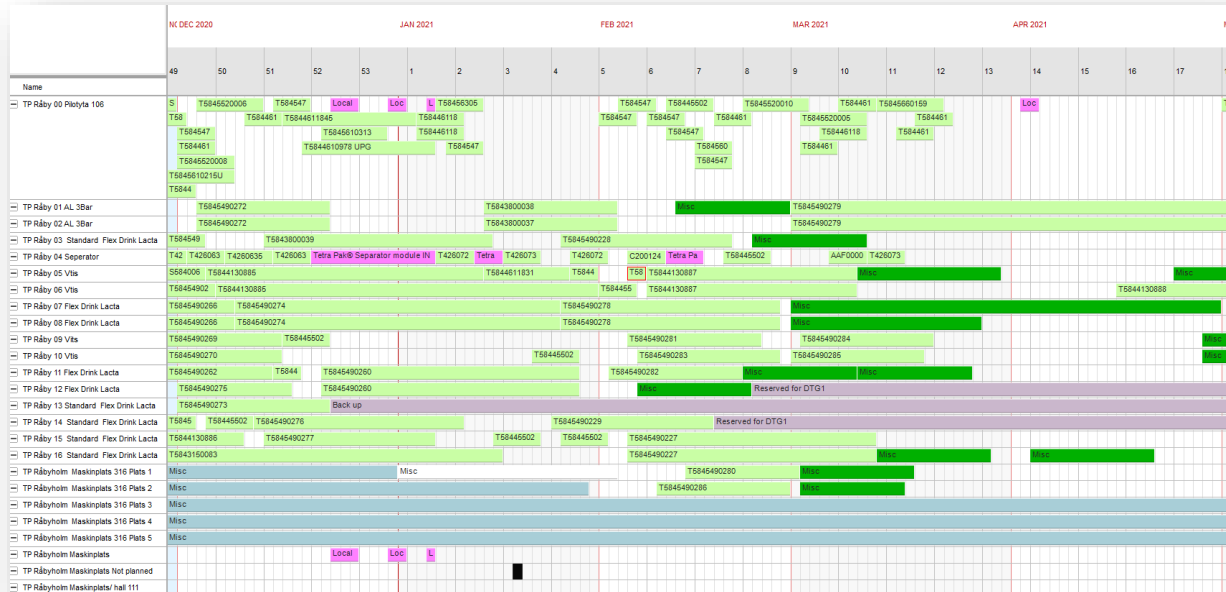 NC DEC 2020 JAN 2021 FEB 2021 MAR 2021 APR 2021
49 50 51 52 53 1 2 3 4 5 6 7 8 9 10 11 12 13 14 15 16 17
Name
TP Råby 00 Pilotyta 106 S T5845520006 T584547 Local Loc L T58456305 T584547 T58445502 T5845520010 T584461 T5845660159 Loc
T58 T584461 T5844611845 T58446118 T584547 T584547 T584461 T5845520005 T584461
T584547 T5845610313 T58446118 T584547 T58446118 T584461
T584461 T5844610978 UPG T584547 T584560 T584461
T5845520008 T584547
T5845610215U
T5844
TP Råby 01 AL 3Bar T5845490272 T5843800038 Misc T5845490279
TP Råby 02 AL 3Bar T5845490272 T5843800037 T5845490279
TP Råby 03 Standard Flex Drink Lacta T584549 T5843800039 T5845490228 Misc
TP Råby 04 Seperator T42 T426063 T4260635 T426063 Tetra Pak® Separator module IN T426072 Tetra T426073 T426072 C200124 Tetra Pa T58445502 AAF0000 T426073
TP Råby 05 Vtis S584006 T5844130885 T5844611831 T5844 T58 T5844130887 Misc Misc
TP Råby 06 Vtis T58454902 T5844130885 T584455 T5844130887 T5844130888
TP Råby 07 Flex Drink Lacta T5845490266 T5845490274 T5845490278 Misc
TP Råby 08 Flex Drink Lacta T5845490266 T5845490274 T5845490278 Misc
TP Råby 09 Vits T5845490269 T58445502 T5845490281 T5845490284 Misc
TP Råby 10 Vtis T5845490270 T58445502 T5845490283 T5845490285 Misc
TP Råby 11 Flex Drink Lacta T5845490262 T5844 T5845490260 T5845490282 Misc Misc
TP Råby 12 Flex Drink Lacta T5845490275 T5845490260 Misc Reserved for DTG1
TP Råby 13 Standard Flex Drink Lacta T5845490273 Back up
TP Råby 14 Standard Flex Drink Lacta T5845 T58445502 T5845490276 T5845490229 Reserved for DTG1
TP Råby 15 Standard Flex Drink Lacta T5844130886 T5845490277 T58445502 T58445502 T5845490227
TP Råby 16 Standard Flex Drink Lacta T5843150083 T5845490227 Misc Misc
TP Råbyholm Maskinplats 316 Plats 1 Misc Misc T5845490280 Misc
TP Råbyholm Maskinplats 316 Plats 2 Misc T5845490286 Misc
TP Råbyholm Maskinplats 316 Plats 3 Misc
TP Råbyholm Maskinplats 316 Plats 4 Misc
TP Råbyholm Maskinplats 316 Plats 5 Misc
TP Råbyholm Maskinplats Local Loc L
TP Råbyholm Maskinplats Not planned
TP Råbyholm Maskinplats/ hall 111